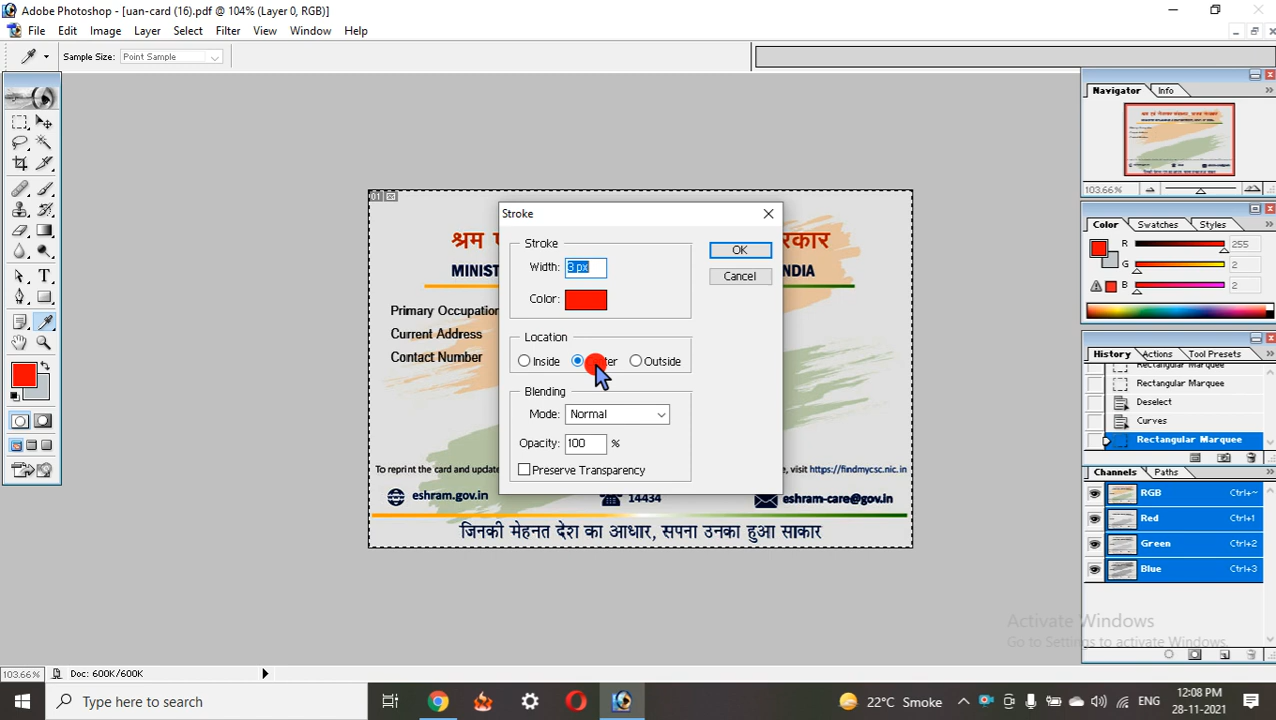 Adobe Photoshop - [uan-card (16).pdf @ 104% (Layer 0, RGB)]
File Edit Image Layer Select Filter View Window Help
Sample Size: Point Sample
Navigator Info
103.66%
Color Swatches Styles
R 255
G 2
B 2
History Actions Tool Presets
Rectangular Marquee
Rectangular Marquee
Deselect
Curves
Rectangular Marquee
Channels Paths
RGB Ctrl+~
Red Ctrl+1
Green Ctrl+2
Blue Ctrl+3
01
श्रम
Primary Occupation
Current Address
Contact Number
To reprint the card and update
, visit https://findmycsc.nic.in
eshram.gov.in 14434 eshram-care@gov.in
जिनकी मेहनत देश का आधार, सपना उनका हुआ साकार
Stroke
Stroke
Width: 3 px
Color:
OK
Cancel
Location
Inside Outside
Blending
Mode: Normal
Opacity: 100 %
Preserve Transparency
Activate Windows
Go to Settings to activate Windows.
103.66% Doc: 600K/600K
Type here to search
22°C Smoke
ENG
12:08 PM
28-11-2021